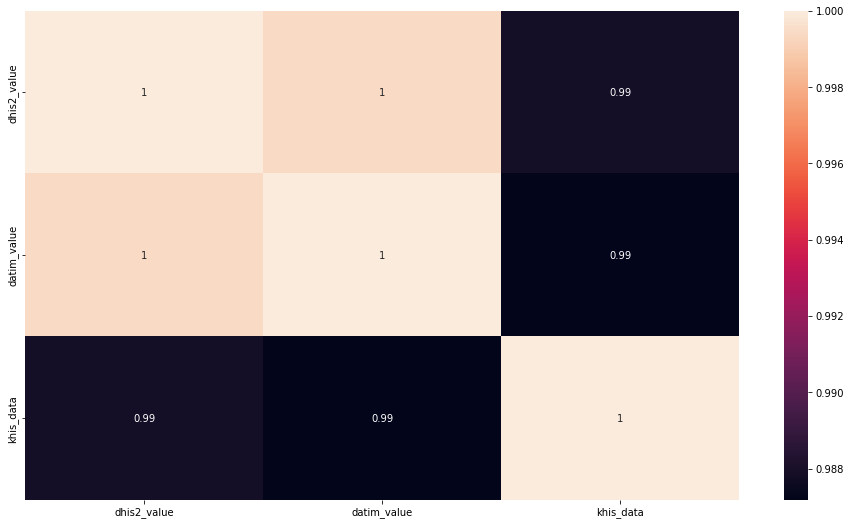 dhis2_value
1
1
0.99
datim_value
1
1
0.99
khis_data
0.99
0.99
1
dhis2_value
datim_value
khis_data
1.000
0.998
0.996
0.994
0.992
0.990
0.988